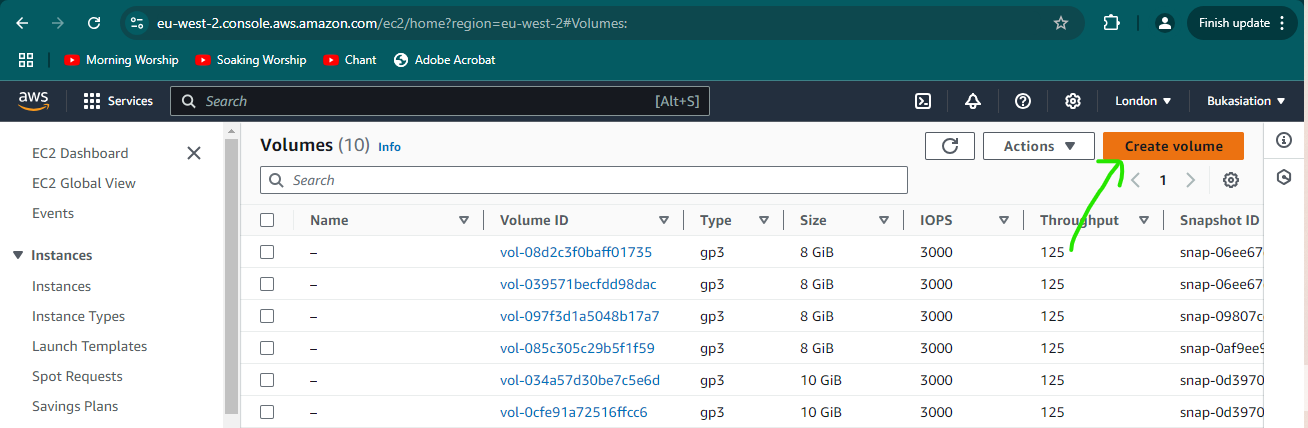 eu-west-2.console.aws.amazon.com/ec2/home?region=eu-west-2#Volumes:
Finish update
Morning Worship Soaking Worship Chant Adobe Acrobat
aws Services Search [Alt+S] London Bukasiation
EC2 Dashboard
EC2 Global View
Events
Instances
Instances
Instance Types
Launch Templates
Spot Requests
Savings Plans
Volumes (10) Info Actions Create volume
Search 1
Name Volume ID Type Size IOPS Throughput Snapshot ID
– vol-08d2c3f0baff01735 gp3 8 GiB 3000 125 snap-06ee67
– vol-039571becfdd98dac gp3 8 GiB 3000 125 snap-06ee67
– vol-097f3d1a5048b17a7 gp3 8 GiB 3000 125 snap-09807c
– vol-085c305c29b5f1f59 gp3 8 GiB 3000 125 snap-0af9ee9
– vol-034a57d30be7c5e6d gp3 10 GiB 3000 125 snap-0d3970
– vol-0cfe91a72516ffcc6 gp3 10 GiB 3000 125 snap-0d3970